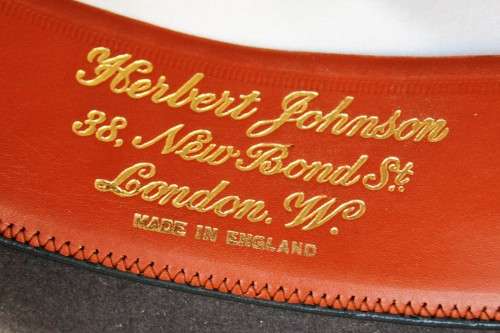 Herbert Johnson
38, New Bond St.
London. W.
MADE IN ENGLAND